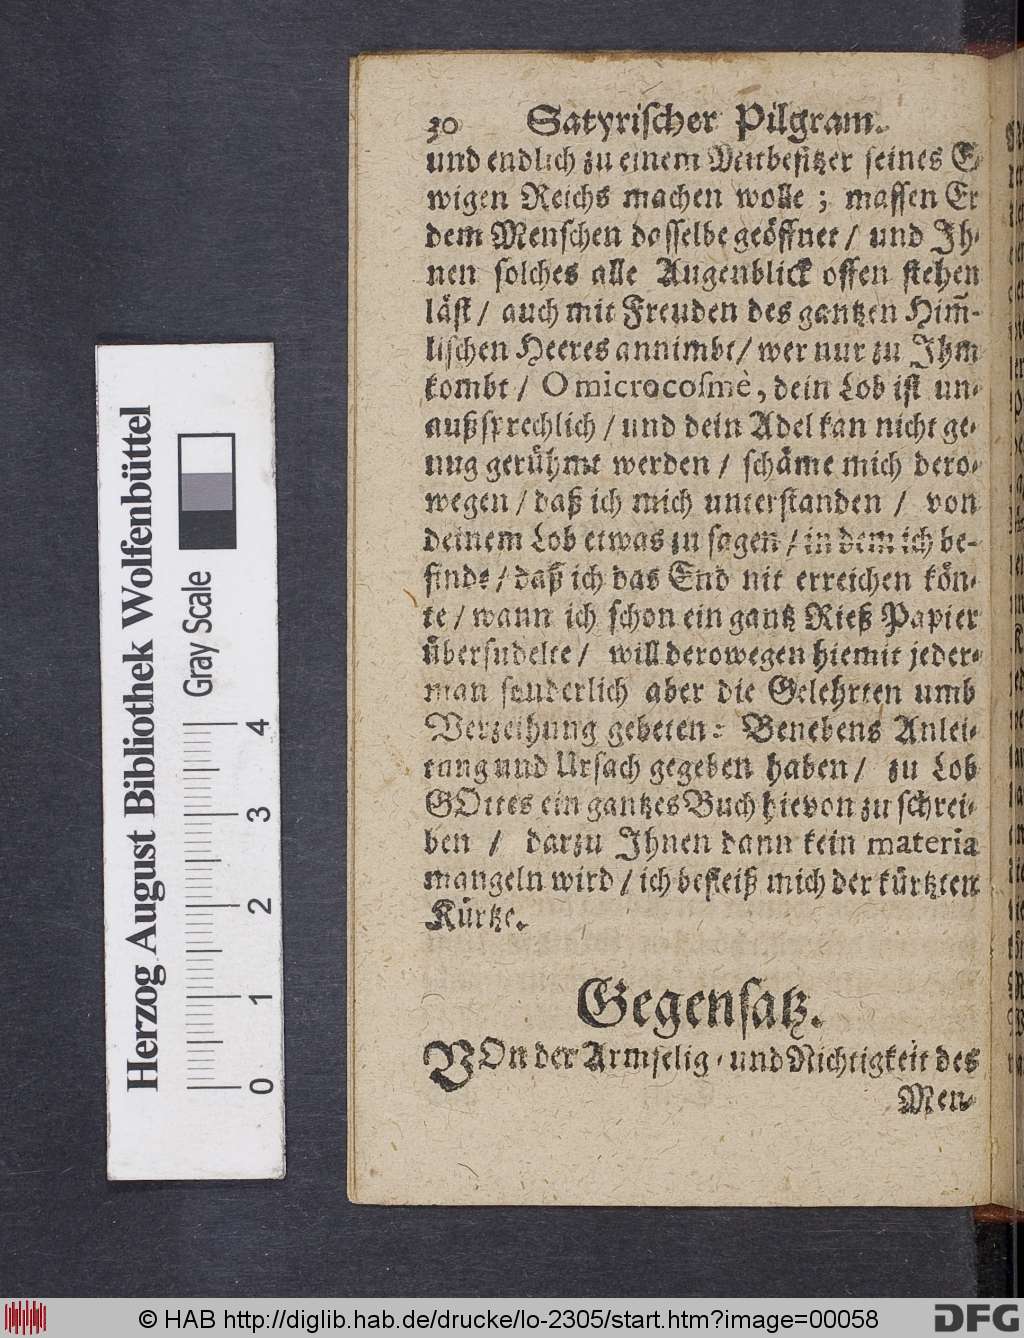 30 Satyrischer Pilgram.
und endlich zu einem Mitbesitzer seines E-
wigen Reichs machen wolle ; massen Er
dem Menschen dasselbe geöffnet / und Ih-
nen solches alle Augenblick offen stehen
läst / auch mit Freuden des gantzen Him̃-
lischen Heeres annimbt / wer nur zu Ihm
kombt / O microcosmè, dein Lob ist un-
außsprechlich / und dein Adel kan nicht ge-
nug gerühmt werden / schäme mich dero-
wegen / daß ich mich unterstanden / von
deinem Lob etwas zu sagen / in dem ich be-
finde / daß ich das End nit erreichen kön-
te / wann ich schon ein gantz Rieß Papier
übersudelte / will derowegen hiemit jeder-
man sonderlich aber die Gelehrten umb
Verzeihung gebeten : Benebens Anlei-
tung und Ursach gegeben haben / zu Lob
GOttes ein gantzes Buch hievon zu schrei-
ben / darzu Ihnen dann kein materia
mangeln wird / ich befleiß mich der kürtzten
Kürtze.
Gegensatz.
VOn der Armselig- und Nichtigkeit des
Men-
Herzog August Bibliothek Wolfenbüttel
Gray Scale
0 1 2 3 4
© HAB http://diglib.hab.de/drucke/lo-2305/start.htm?image=00058
DFG